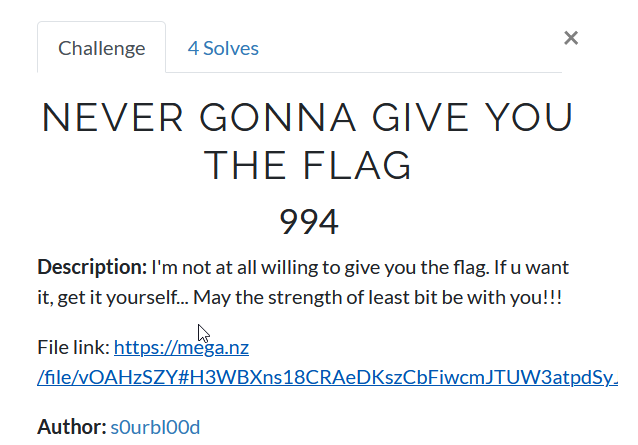 Challenge
4 Solves
×
NEVER GONNA GIVE YOU
THE FLAG
994
Description: I'm not at all willing to give you the flag. If u want
it, get it yourself... May the strength of least bit be with you!!!
File link: https://mega.nz
/file/vOAHzSZY#H3WBXns18CRAeDKszCbFiwcmJTUW3atpdSyJ
Author: s0urbl00d